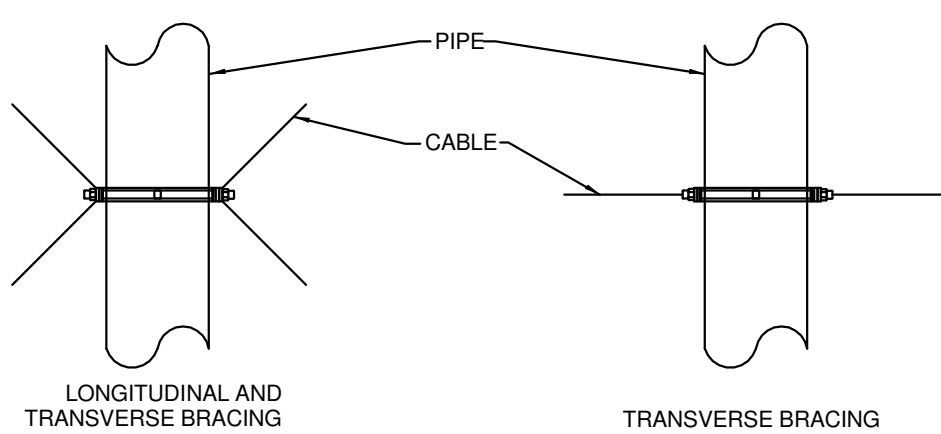 PIPE
CABLE
LONGITUDINAL AND
TRANSVERSE BRACING
TRANSVERSE BRACING